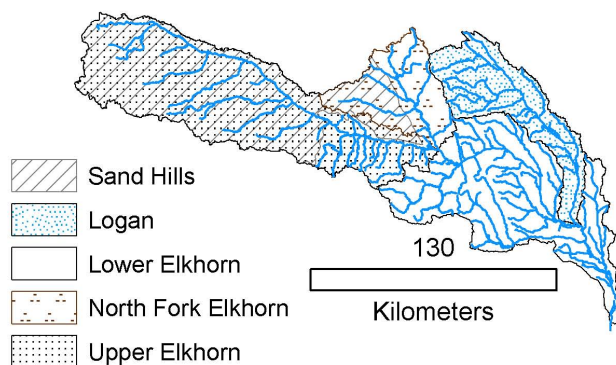 Sand Hills
Logan
Lower Elkhorn
North Fork Elkhorn
Upper Elkhorn
130
Kilometers